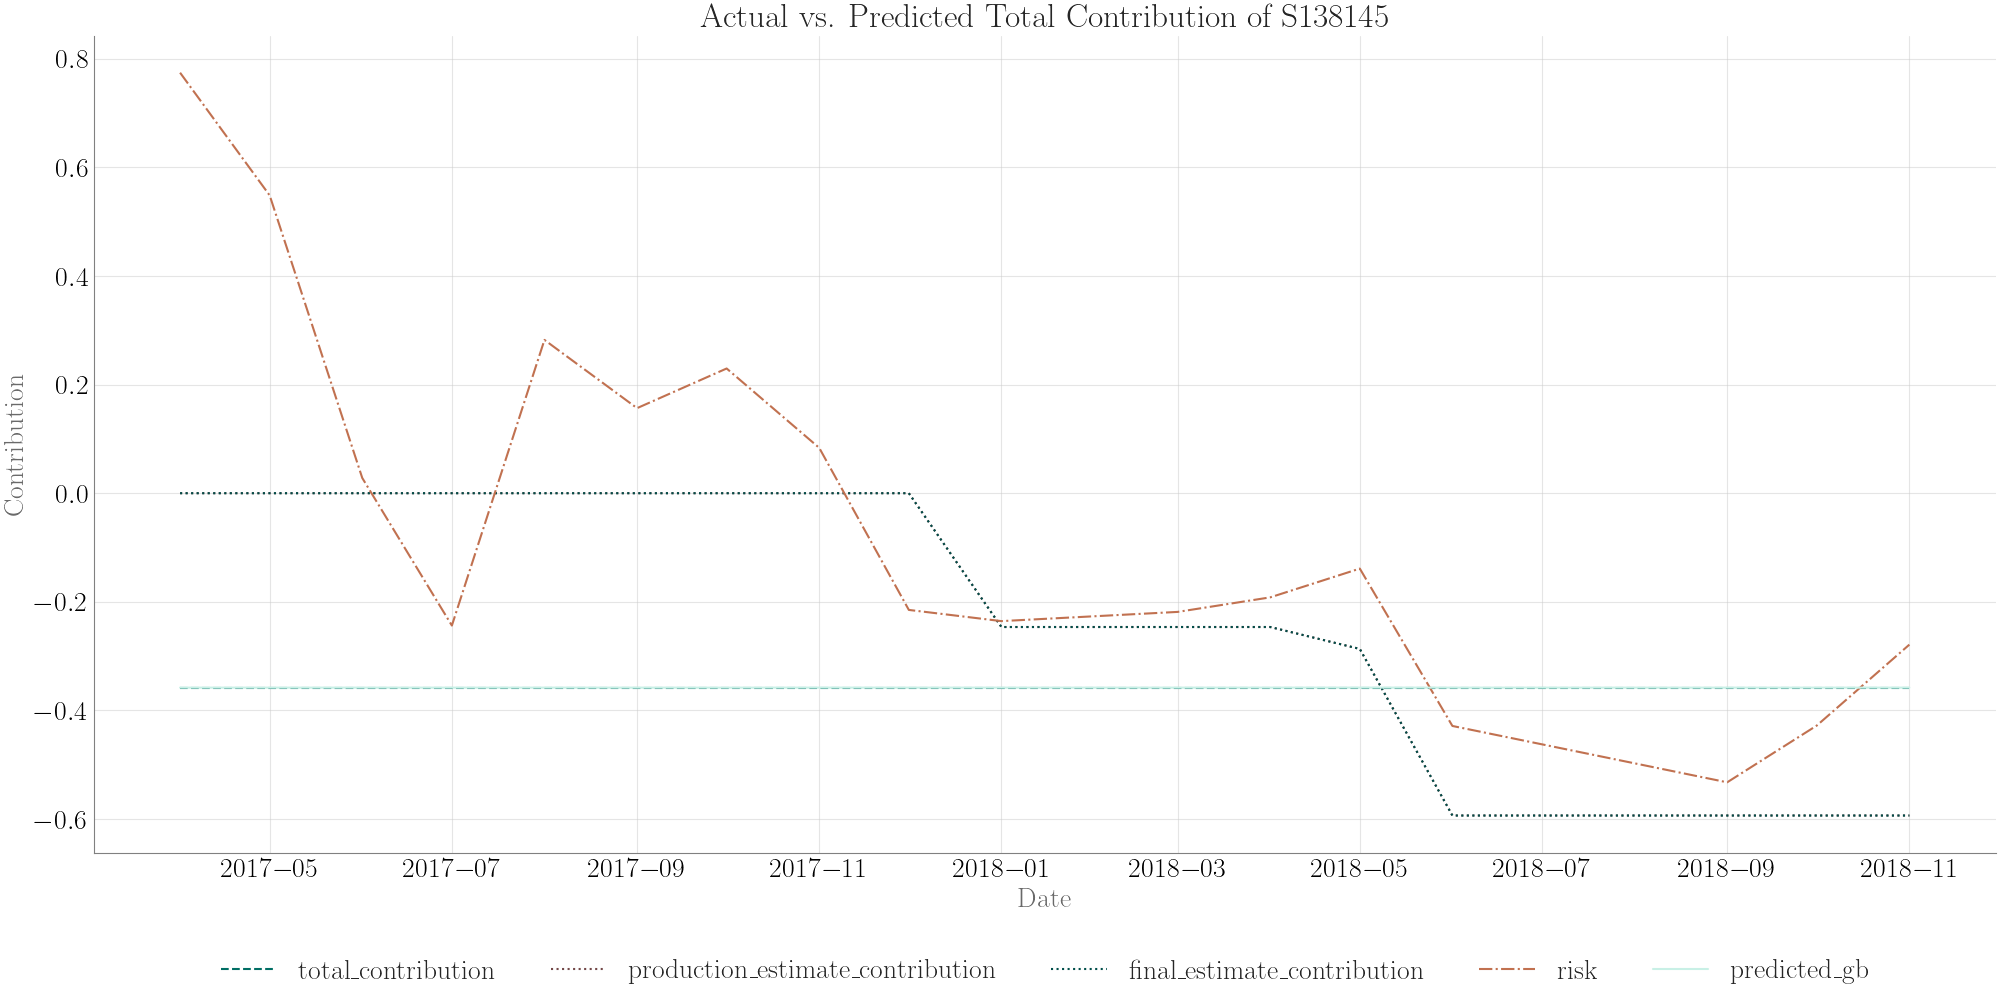 Actual vs. Predicted Total Contribution of S138145
Contribution
0.8
0.6
0.4
0.2
0.0
−0.2
−0.4
−0.6
2017−05 2017−07 2017−09 2017−11 2018−01 2018−03 2018−05 2018−07 2018−09 2018−11
Date
total_contribution production_estimate_contribution final_estimate_contribution risk predicted_gb